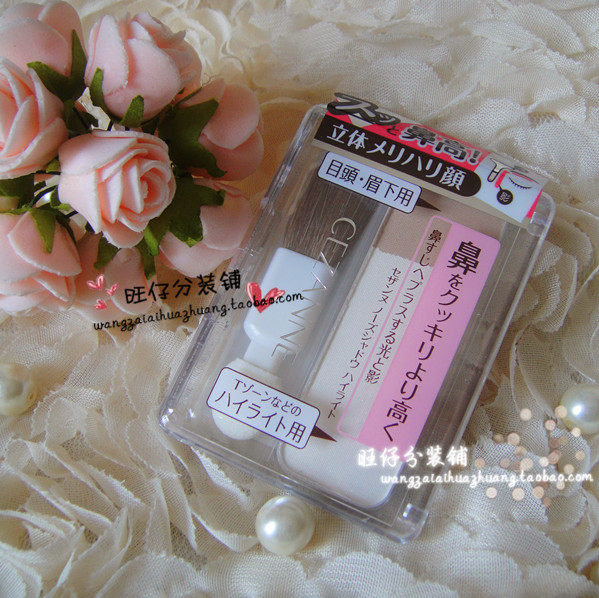 スッと鼻高!
立体メリハリ顔
影
目頭・眉下用
CEZANNE
鼻をクッキリより高く
鼻すじへプラスする光と影
セザンヌ ノーズシャドウ ハイライト
旺仔分装铺
wangzaiaihuazhuang.taobao.com
Tゾーンなどの
ハイライト用
旺仔分装铺
wangzaiaihuazhuang.taobao.com